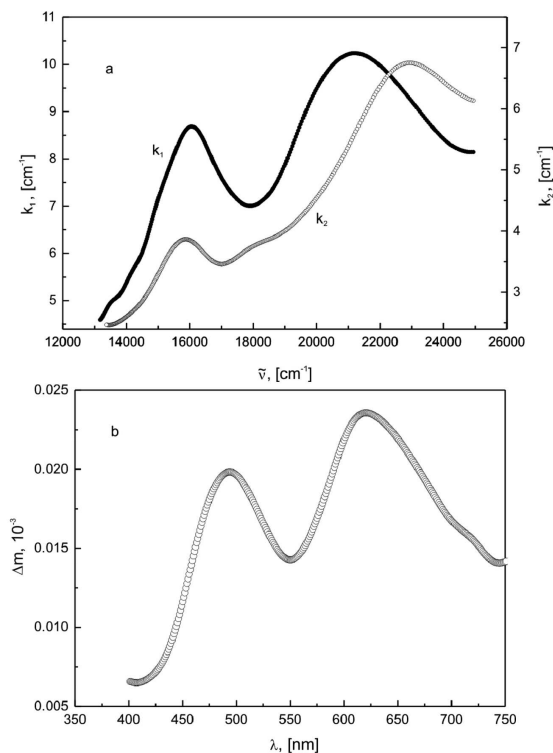 a
k₁, [cm⁻¹]
11
10
9
8
7
6
5
k₁
k₂
7
6
5
4
3
k₂, [cm⁻¹]
12000 14000 16000 18000 20000 22000 24000 26000
ṽ, [cm⁻¹]
b
Δm, 10⁻³
0.025
0.020
0.015
0.010
0.005
350 400 450 500 550 600 650 700 750
λ, [nm]